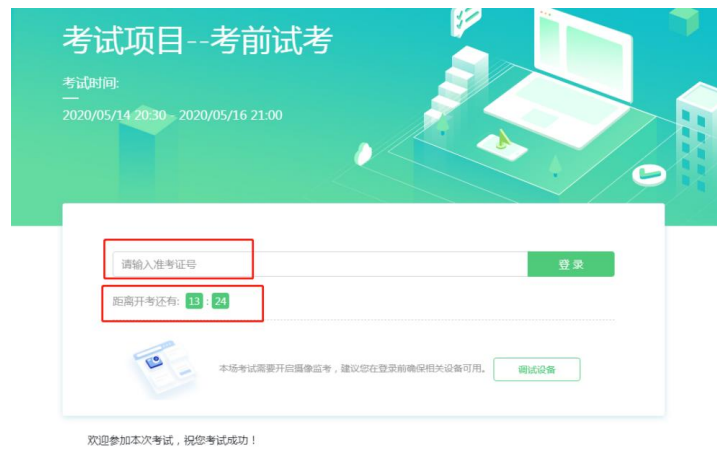 考试项目--考前试考
考试时间:
2020/05/14 20:30 - 2020/05/16 21:00
请输入准考证号
登 录
距离开考还有: 13 : 24
本场考试需要开启摄像监考，建议您在登录前确保相关设备可用。
调试设备
欢迎参加本次考试，祝您考试成功！